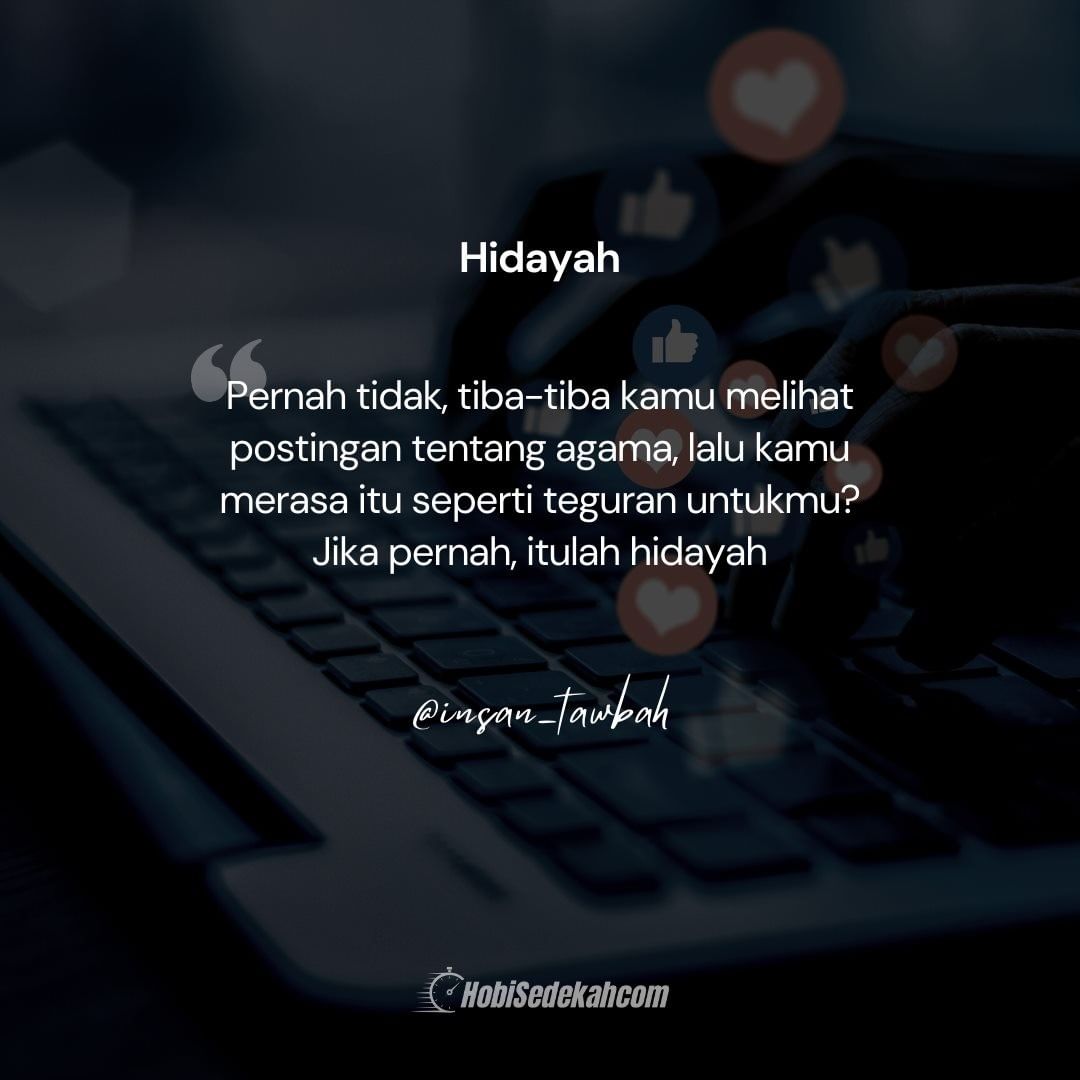 Hidayah
“Pernah tidak, tiba-tiba kamu melihat
postingan tentang agama, lalu kamu
merasa itu seperti teguran untukmu?
Jika pernah, itulah hidayah
@insan_tawbah
HobiSedekahcom